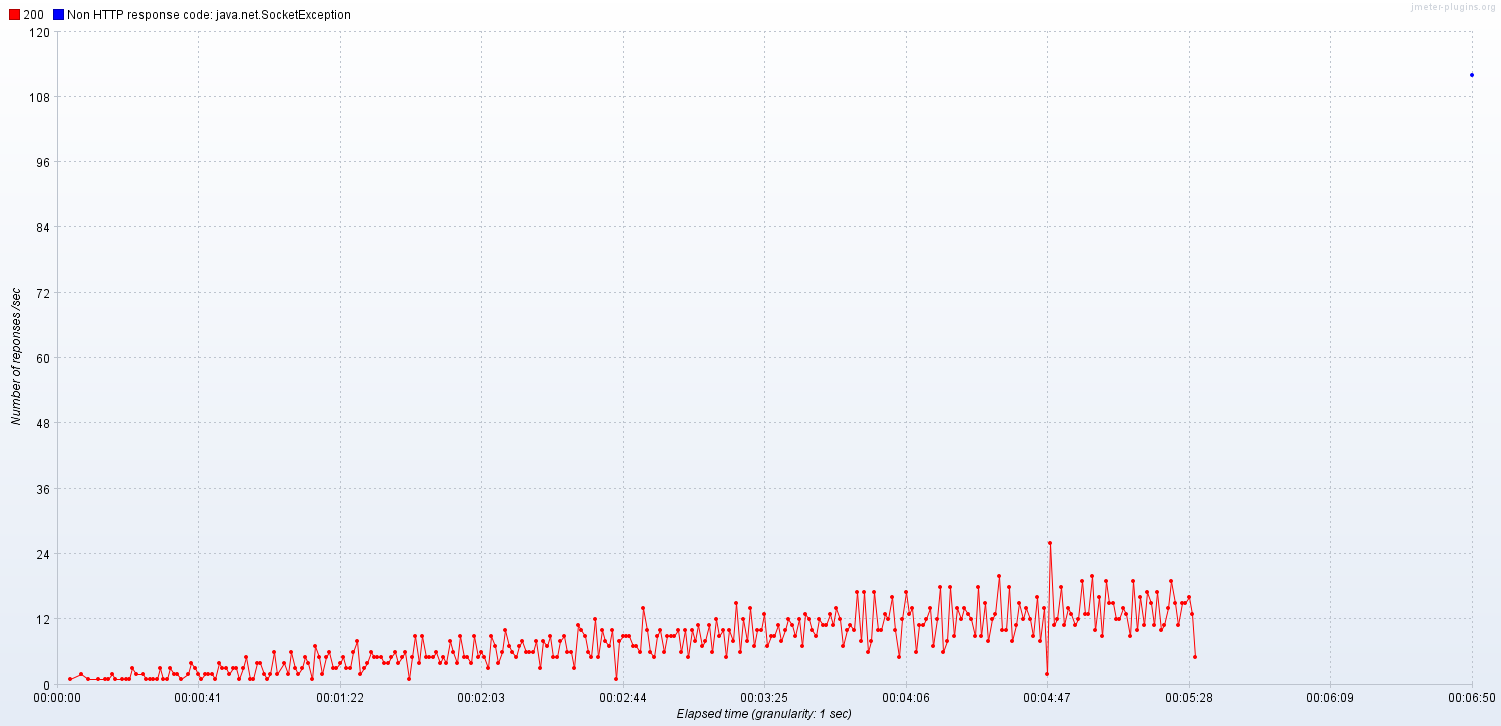 200 Non HTTP response code: java.net.SocketException
jmeter-plugins.org
120
108
96
84
72
60
48
36
24
12
0
Number of reponses /sec
00:00:00 00:00:41 00:01:22 00:02:03 00:02:44 00:03:25 00:04:06 00:04:47 00:05:28 00:06:09 00:06:50
Elapsed time (granularity: 1 sec)